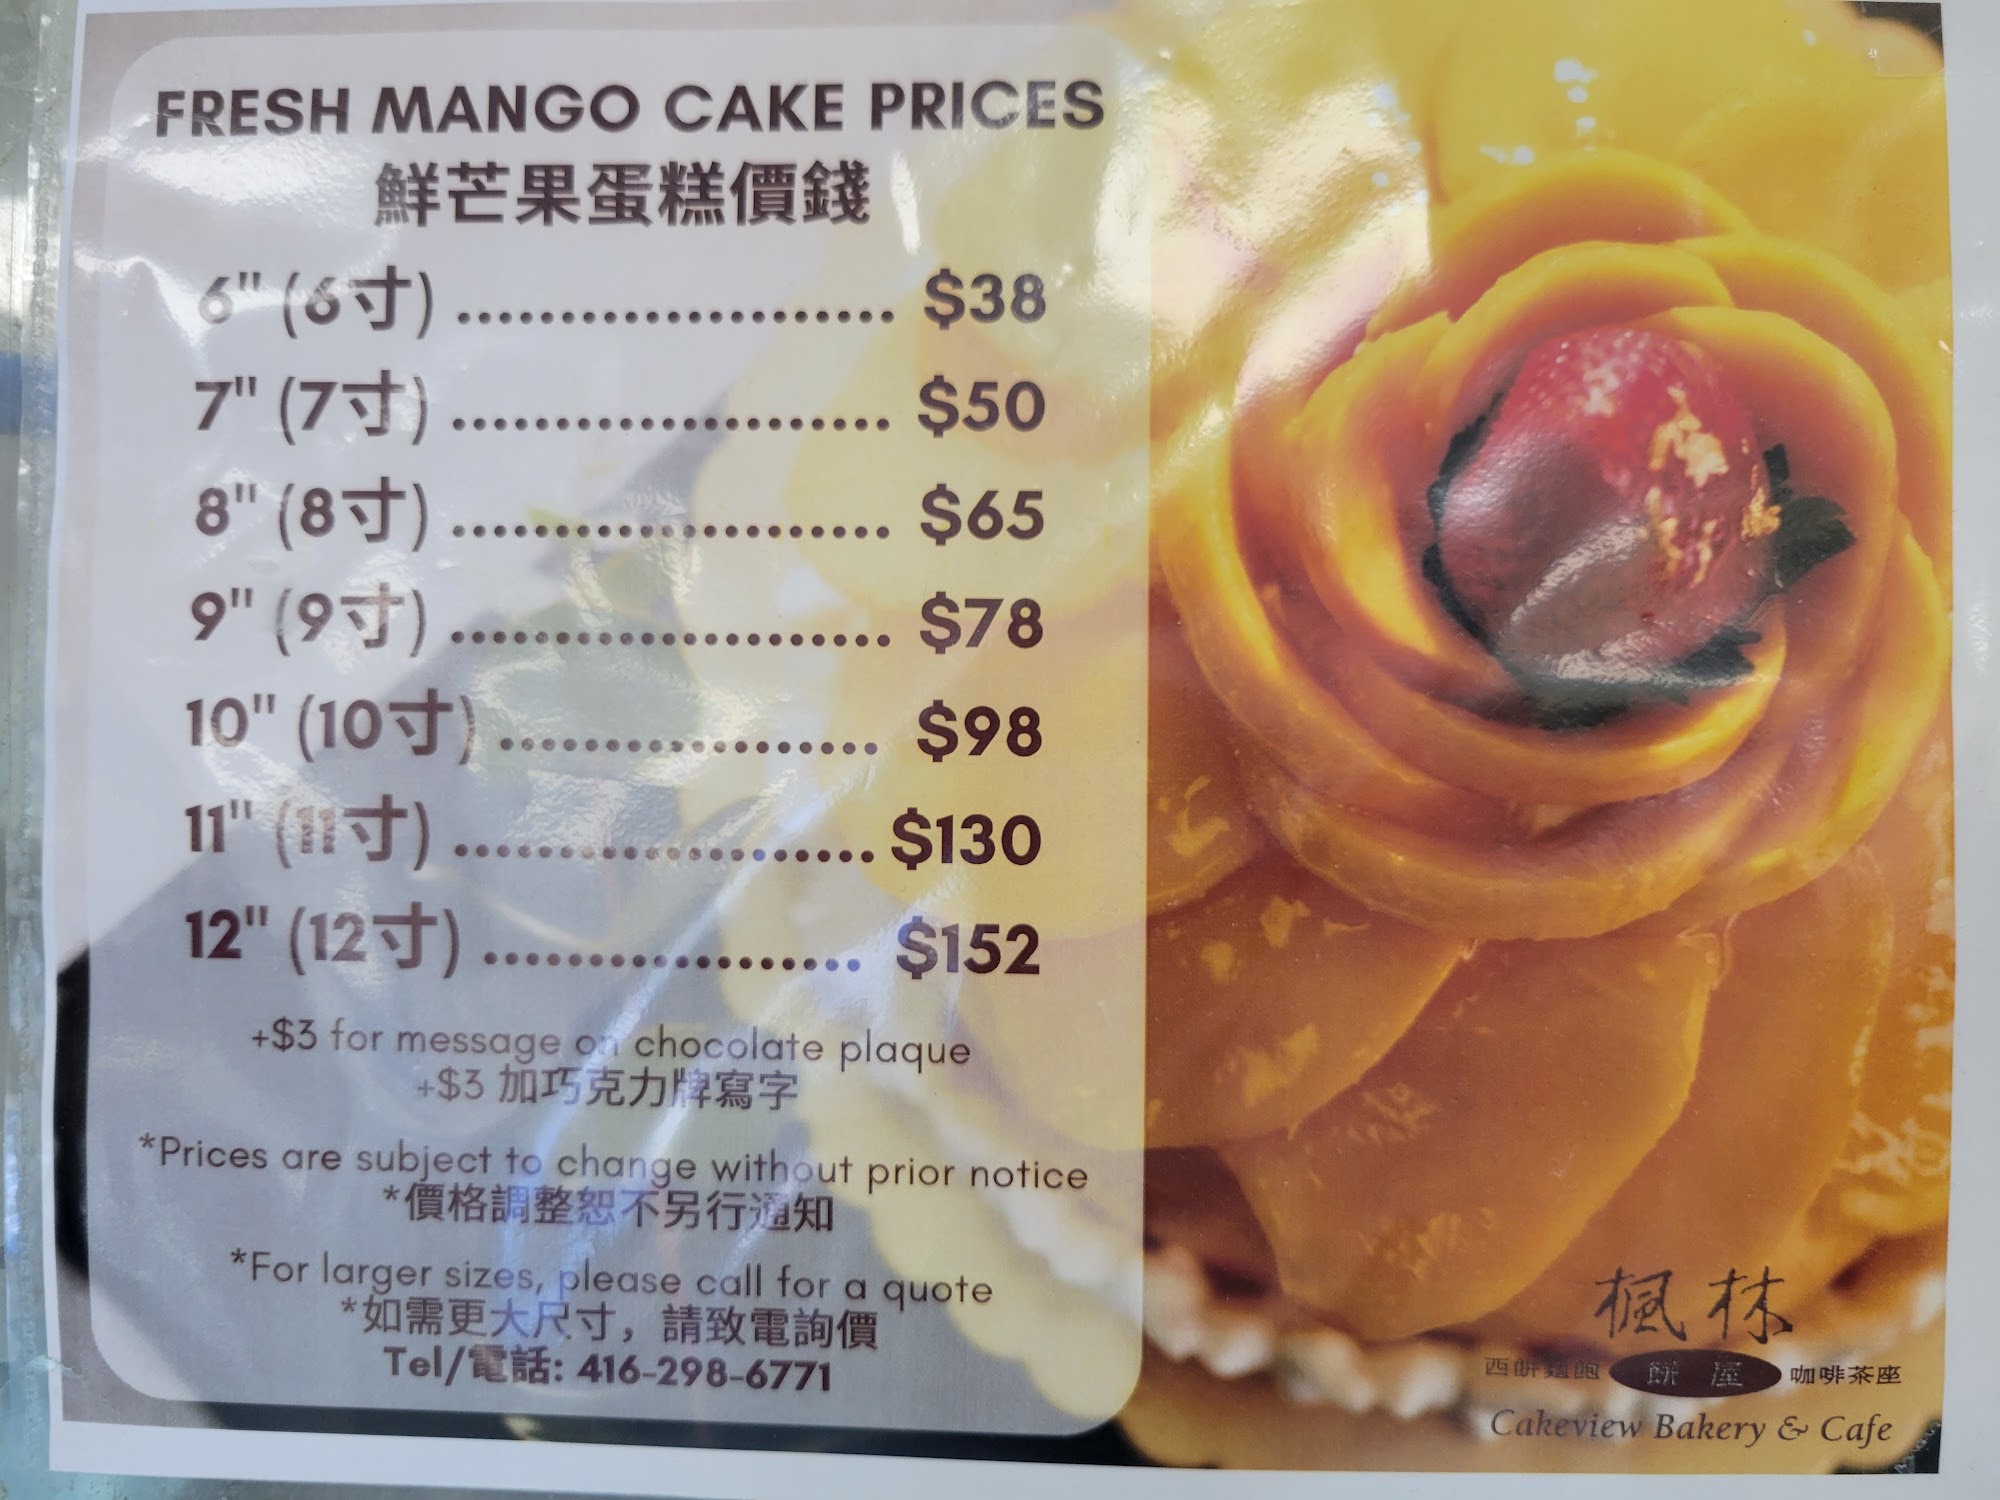 FRESH MANGO CAKE PRICES
鮮芒果蛋糕價錢
6" (6寸) ..................... $38
7" (7寸) ..................... $50
8" (8寸) ..................... $65
9" (9寸) ..................... $78
10" (10寸) .................. $98
11" (11寸) .................... $130
12" (12寸) .................. $152
+$3 for message on chocolate plaque
+$3 加巧克力牌寫字
*Prices are subject to change without prior notice
*價格調整恕不另行通知
*For larger sizes, please call for a quote
*如需更大尺寸，請致電詢價
Tel/電話: 416-298-6771
楓林
西餅麵飽 餅屋 咖啡茶座
Cakeview Bakery & Cafe